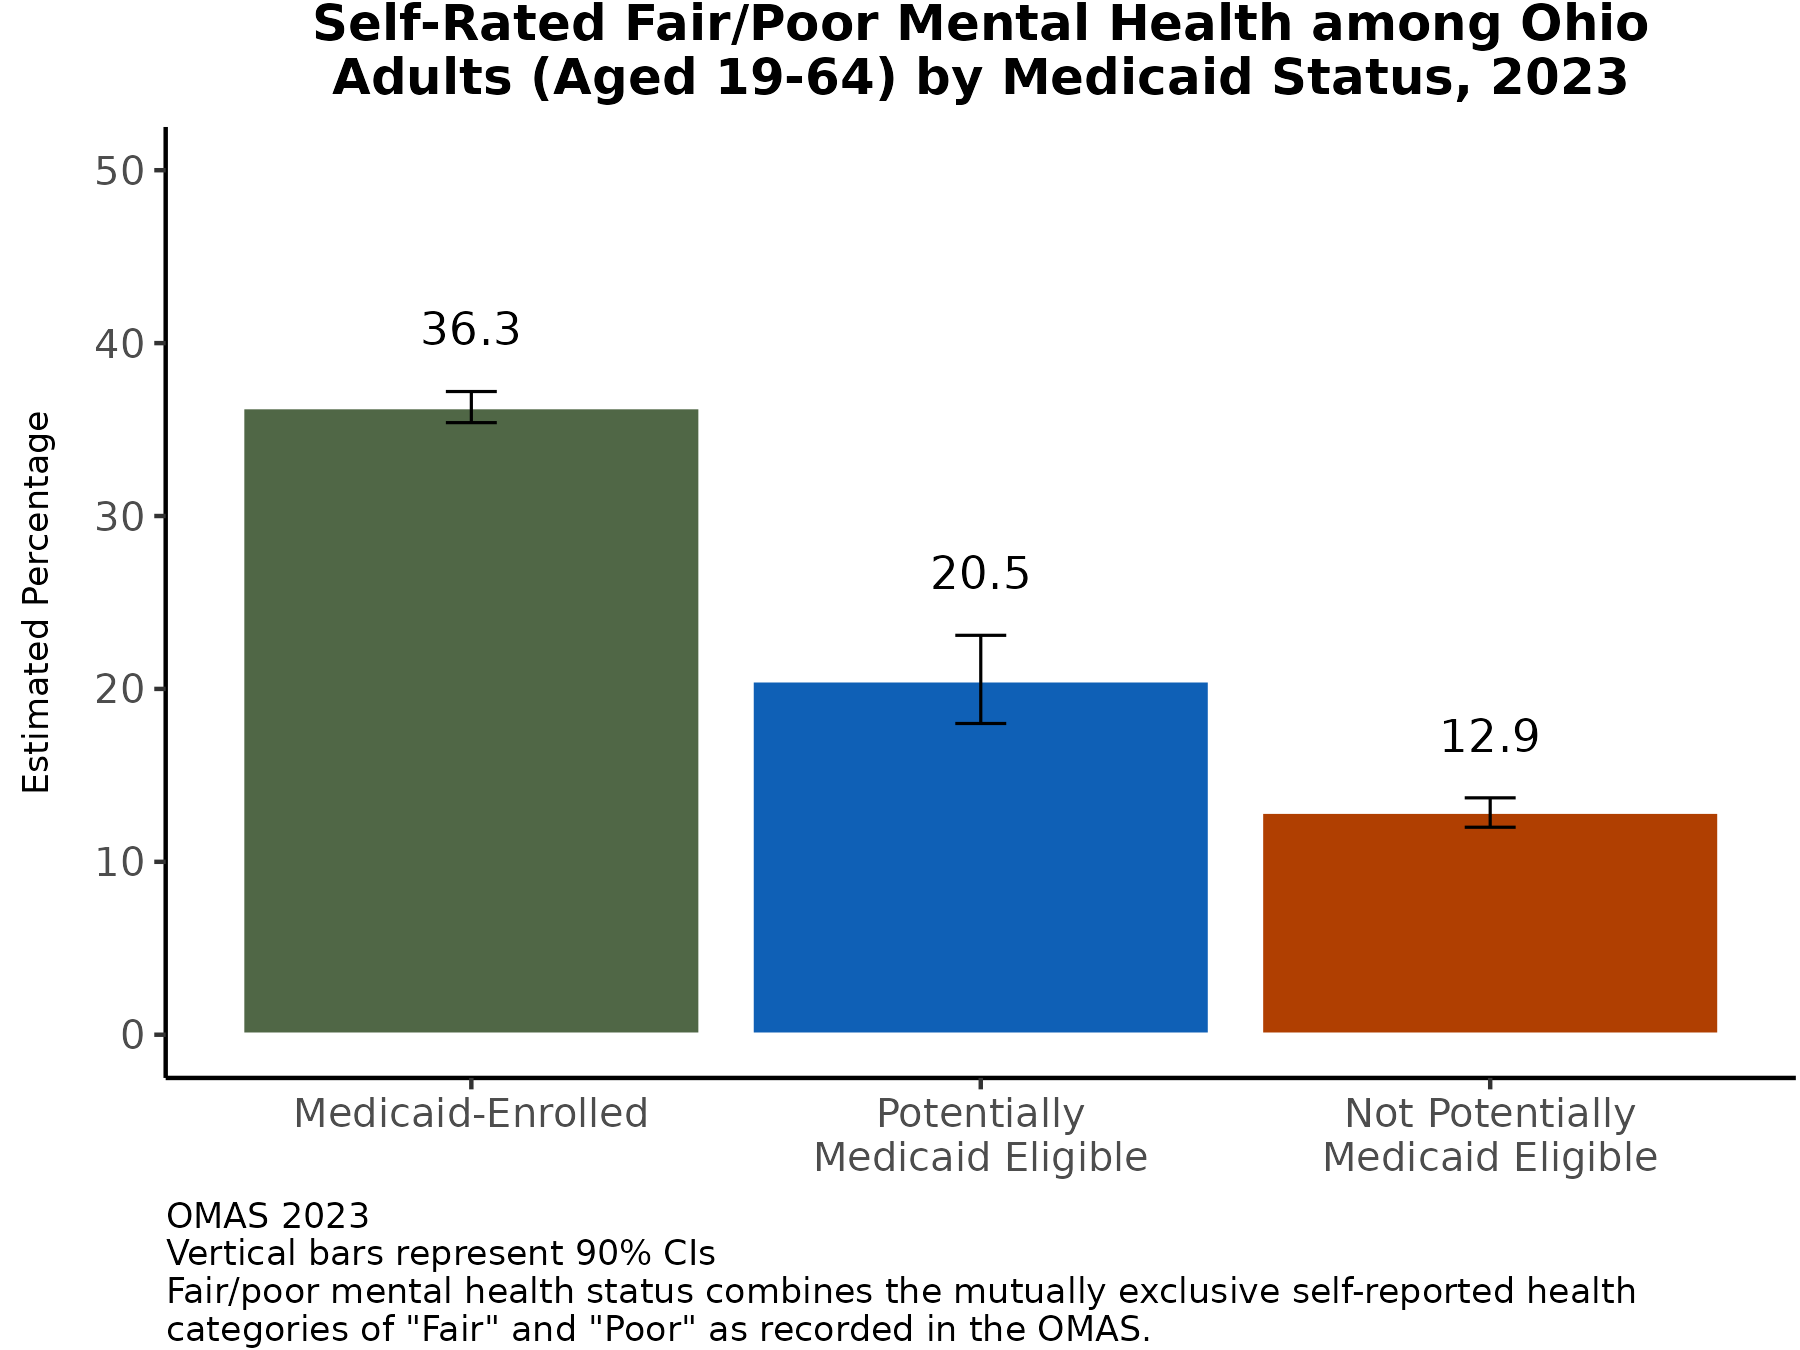 Self-Rated Fair/Poor Mental Health among Ohio
Adults (Aged 19-64) by Medicaid Status, 2023
Estimated Percentage
50
40
30
20
10
0
36.3
20.5
12.9
Medicaid-Enrolled
Potentially
Medicaid Eligible
Not Potentially
Medicaid Eligible
OMAS 2023
Vertical bars represent 90% CIs
Fair/poor mental health status combines the mutually exclusive self-reported health
categories of "Fair" and "Poor" as recorded in the OMAS.